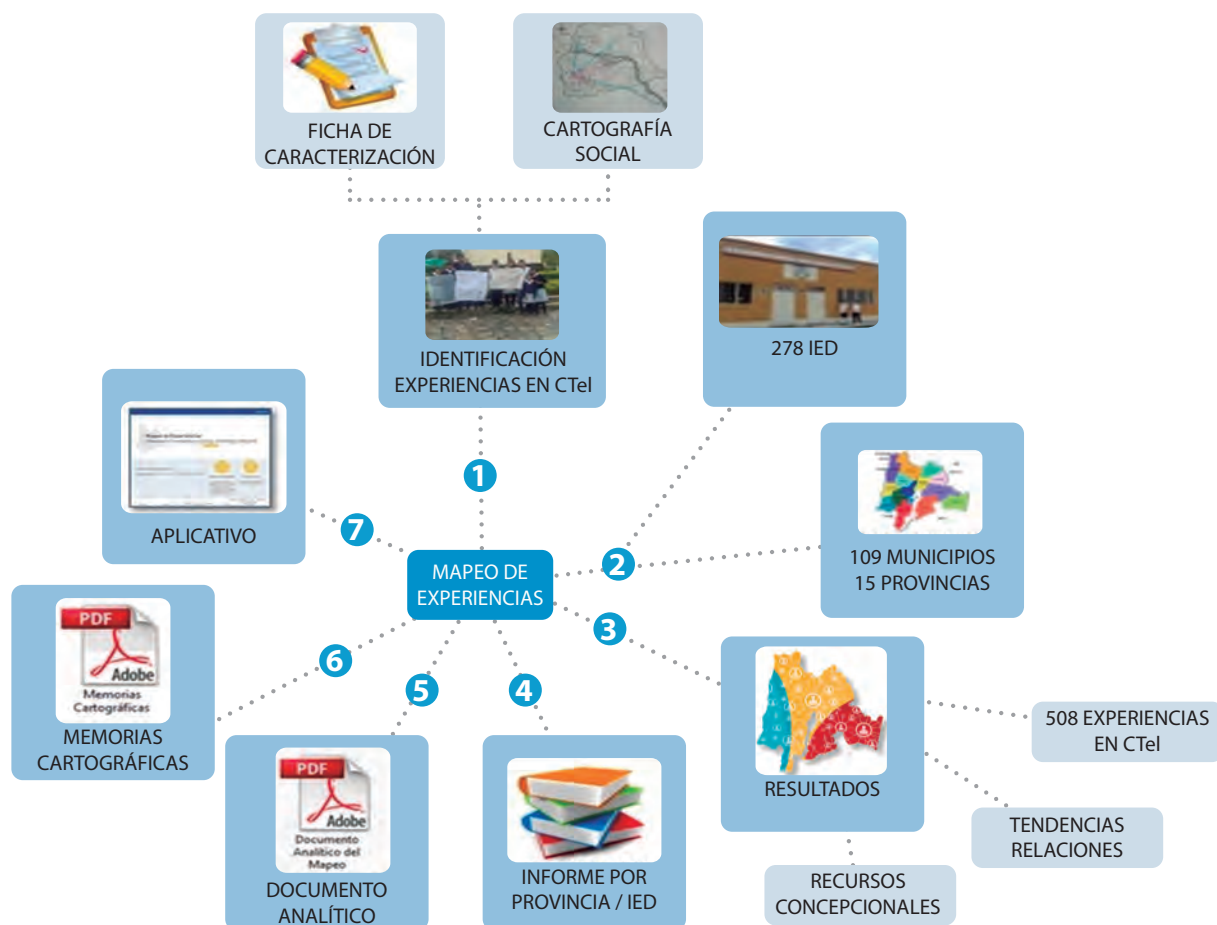 FICHA DE
CARACTERIZACIÓN
CARTOGRAFÍA
SOCIAL
IDENTIFICACIÓN
EXPERIENCIAS EN CTeI
278 IED
1
APLICATIVO
7
2
109 MUNICIPIOS
15 PROVINCIAS
MAPEO DE
EXPERIENCIAS
3
PDF
Adobe
Memorias
Cartográficas
MEMORIAS
CARTOGRÁFICAS
6
5
4
RESULTADOS
508 EXPERIENCIAS
EN CTeI
TENDENCIAS
RELACIONES
RECURSOS
CONCEPCIONALES
PDF
Adobe
Documento
Analítico del
Mapeo
DOCUMENTO
ANALÍTICO
INFORME POR
PROVINCIA / IED